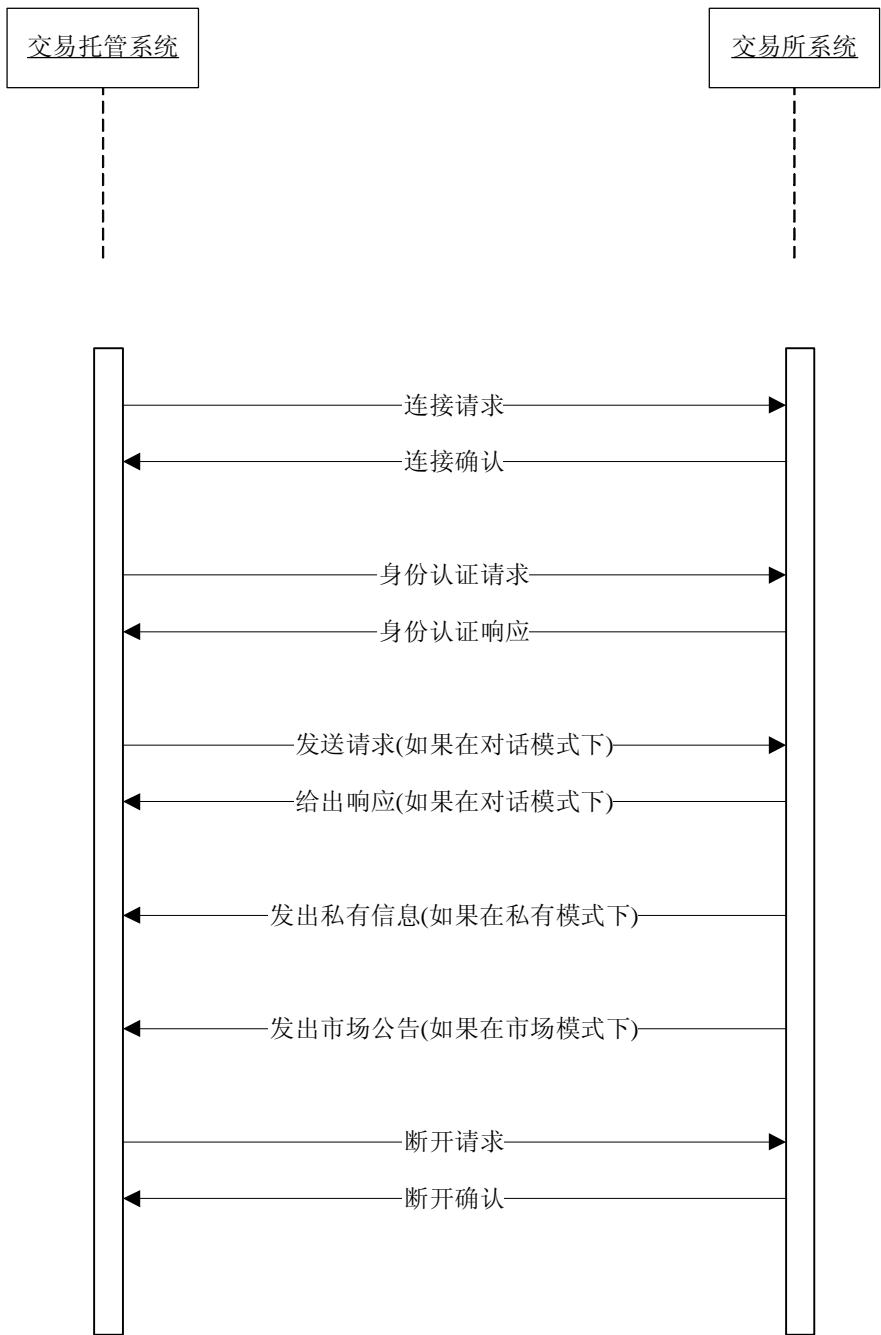 交易托管系统
交易所系统
连接请求
连接确认
身份认证请求
身份认证响应
发送请求(如果在对话模式下)
给出响应(如果在对话模式下)
发出私有信息(如果在私有模式下)
发出市场公告(如果在市场模式下)
断开请求
断开确认